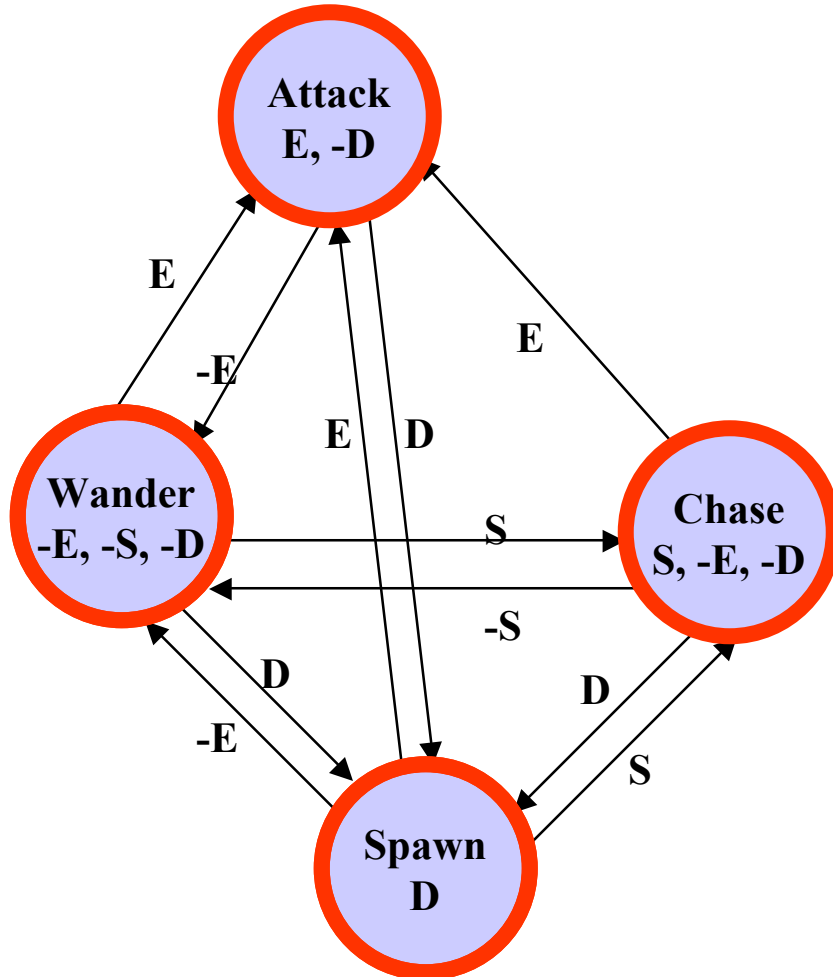 Attack
E, -D
E
-E
E
E
D
Wander
-E, -S, -D
S
Chase
S, -E, -D
-S
D
-E
D
S
Spawn
D